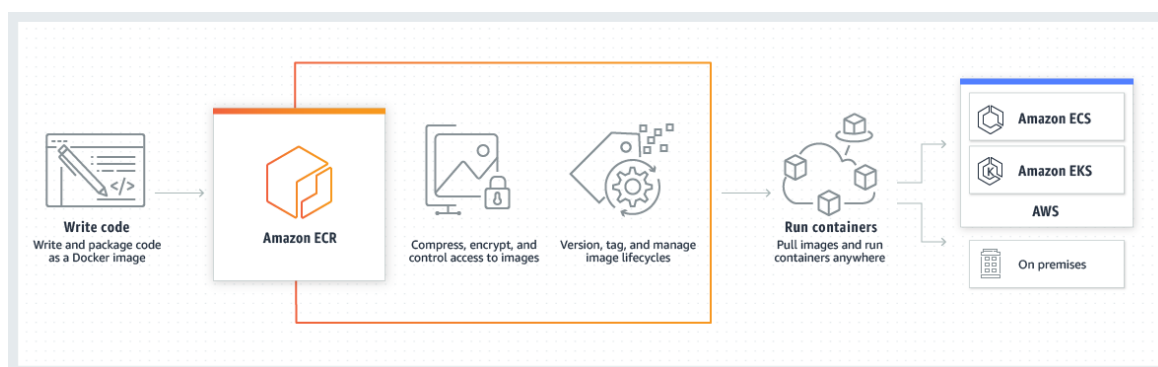 </>
Write code
Write and package code
as a Docker image
Amazon ECR
Compress, encrypt, and
control access to images
Version, tag, and manage
image lifecycles
Run containers
Pull images and run
containers anywhere
Amazon ECS
K
Amazon EKS
AWS
On premises